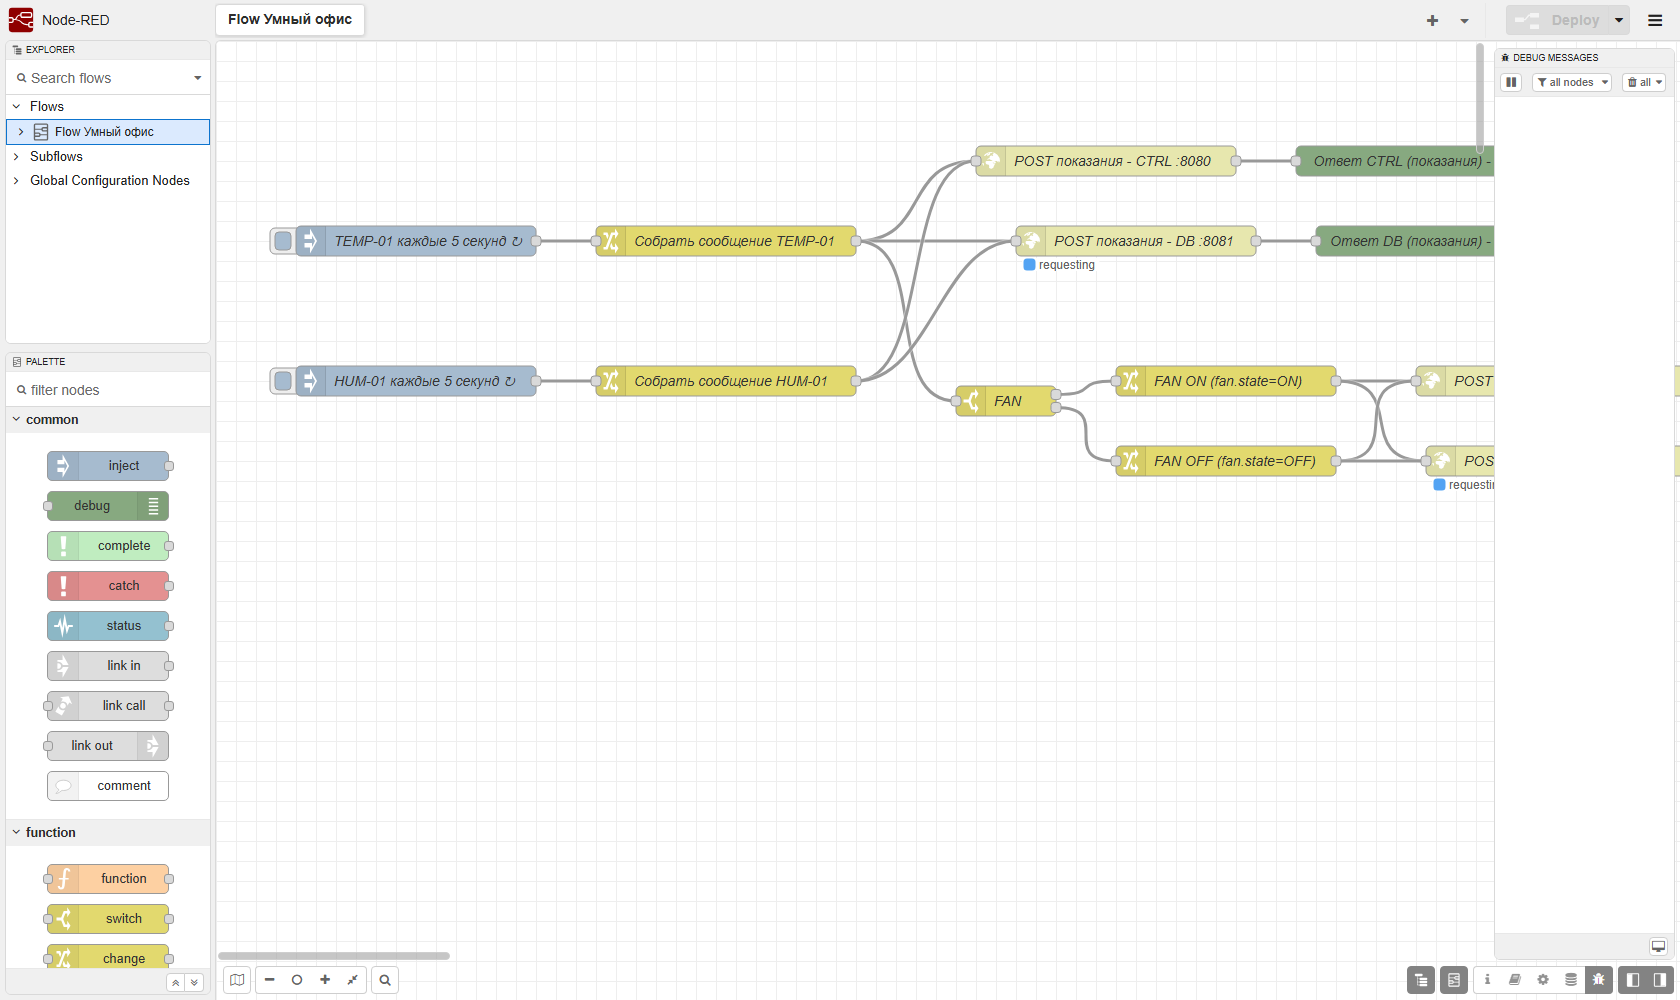 Node-RED
Flow Умный офис
Deploy
EXPLORER
Search flows
Flows
Flow Умный офис
Subflows
Global Configuration Nodes
PALETTE
filter nodes
common
inject
debug
complete
catch
status
link in
link call
link out
comment
function
function
switch
change
TEMP-01 каждые 5 секунд ↻
Собрать сообщение TEMP-01
HUM-01 каждые 5 секунд ↻
Собрать сообщение HUM-01
POST показания - CTRL :8080
Ответ CTRL (показания) -
POST показания - DB :8081
requesting
Ответ DB (показания) -
FAN
FAN ON (fan.state=ON)
POST
FAN OFF (fan.state=OFF)
POS
requestin
DEBUG MESSAGES
all nodes
all